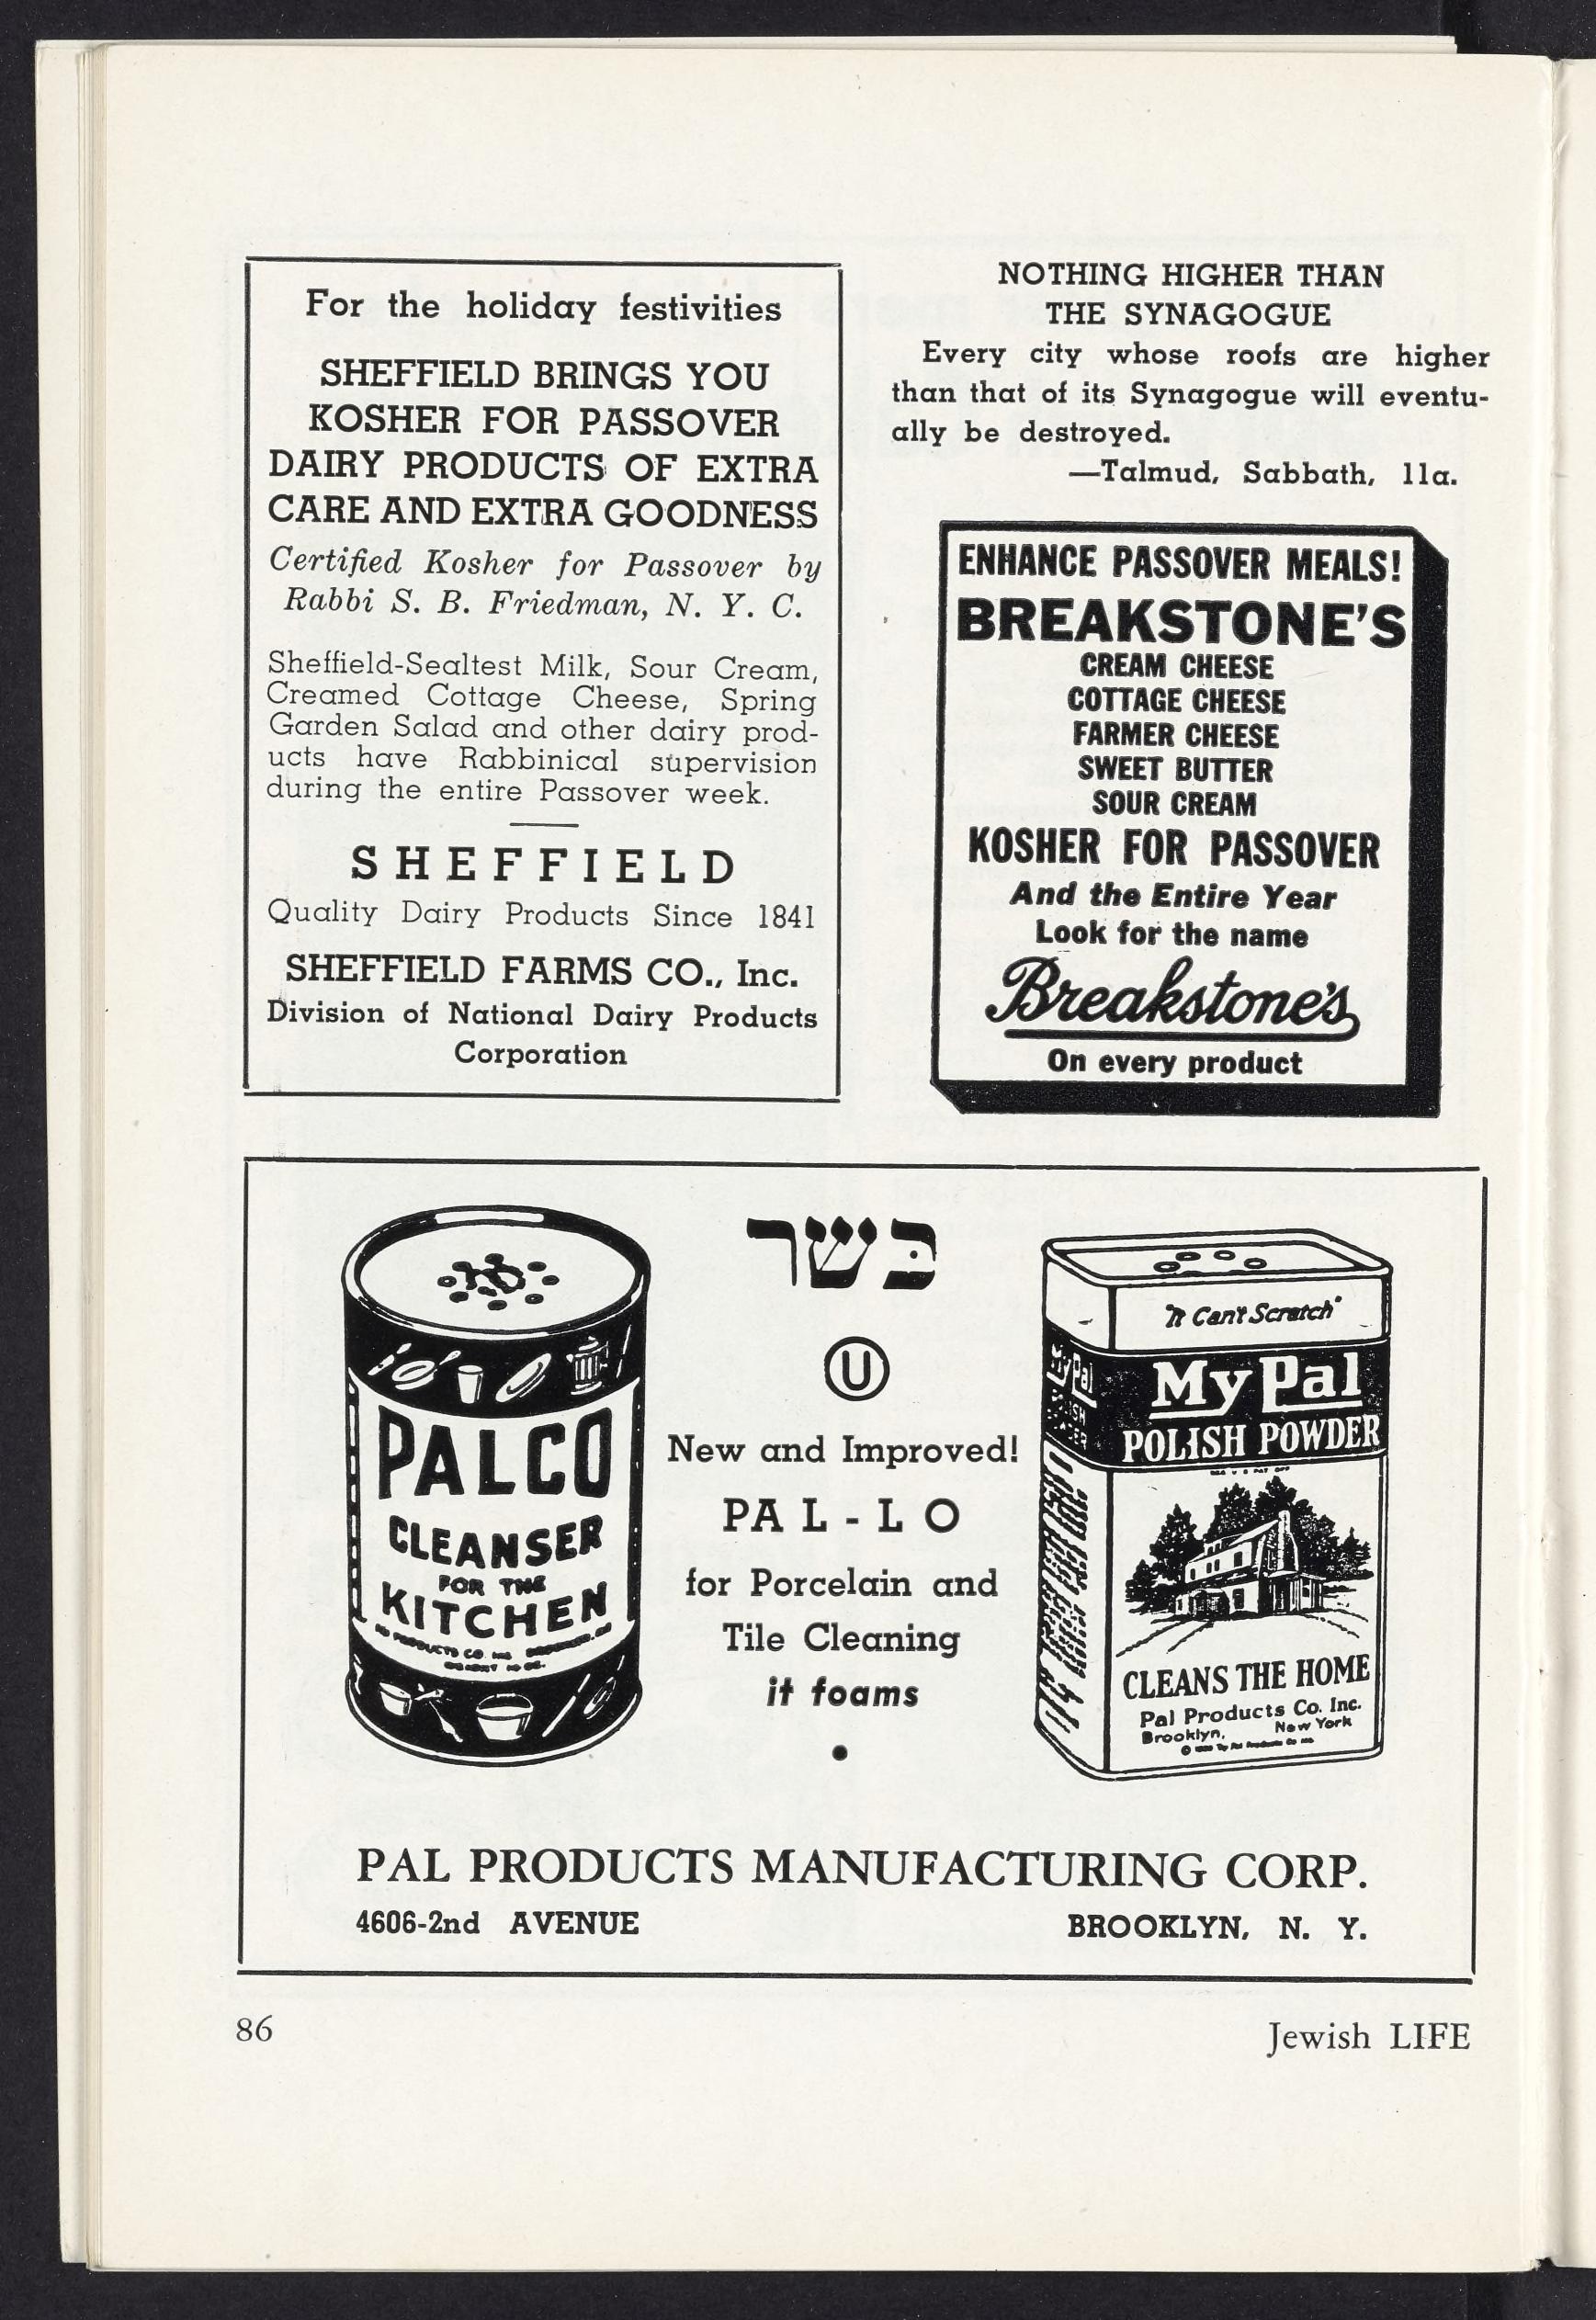 For the holiday festivities
SHEFFIELD BRINGS YOU
KOSHER FOR PASSOVER
DAIRY PRODUCTS OF EXTRA
CARE AND EXTRA GOODNESS
Certified Kosher for Passover by
Rabbi S. B. Friedman, N. Y. C.
Sheffield-Sealtest Milk, Sour Cream,
Creamed Cottage Cheese, Spring
Garden Salad and other dairy prod-
ucts have Rabbinical supervision
during the entire Passover week.
SHEFFIELD
Quality Dairy Products Since 1841
SHEFFIELD FARMS CO., Inc.
Division of National Dairy Products
Corporation
NOTHING HIGHER THAN
THE SYNAGOGUE
Every city whose roofs are higher
than that of its Synagogue will eventu-
ally be destroyed.
—Talmud, Sabbath, 11a.
ENHANCE PASSOVER MEALS!
BREAKSTONE'S
CREAM CHEESE
COTTAGE CHEESE
FARMER CHEESE
SWEET BUTTER
SOUR CREAM
KOSHER FOR PASSOVER
And the Entire Year
Look for the name
Breakstone's
On every product
PALCO
CLEANSER
FOR THE
KITCHEN
PRODUCTS CO. INC.
כּשר
U
New and Improved!
PAL-LO
for Porcelain and
Tile Cleaning
it foams
•
"It Can't Scratch"
My Pal
POLISH POWDER
My Pal
CLEANS THE HOME
Pal Products Co. Inc.
Brooklyn, New York
PAL PRODUCTS MANUFACTURING CORP.
4606-2nd AVENUE BROOKLYN, N. Y.
86 Jewish LIFE